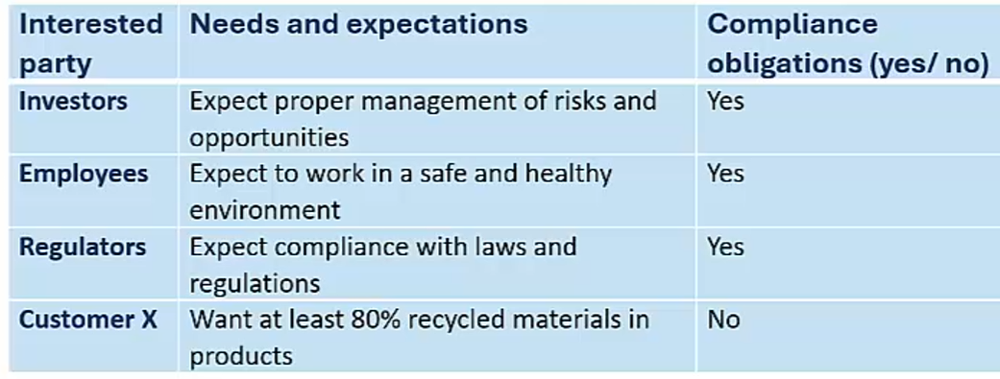 Interested party
Needs and expectations
Compliance obligations (yes/ no)
Investors
Expect proper management of risks and
opportunities
Yes
Employees
Expect to work in a safe and healthy
environment
Yes
Regulators
Expect compliance with laws and
regulations
Yes
Customer X
Want at least 80% recycled materials in
products
No